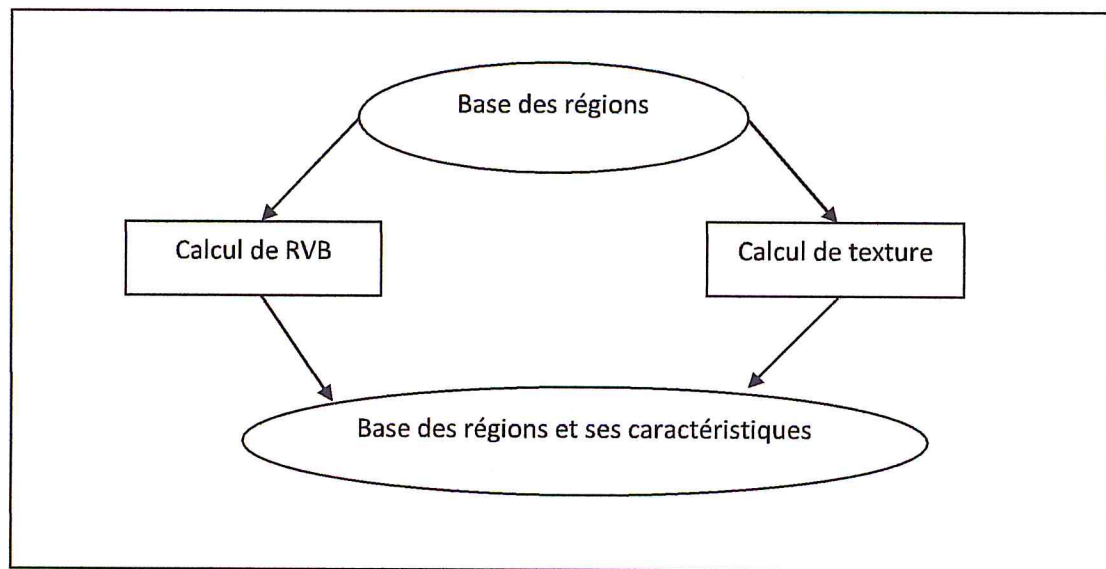 Base des régions
Calcul de RVB
Calcul de texture
Base des régions et ses caractéristiques